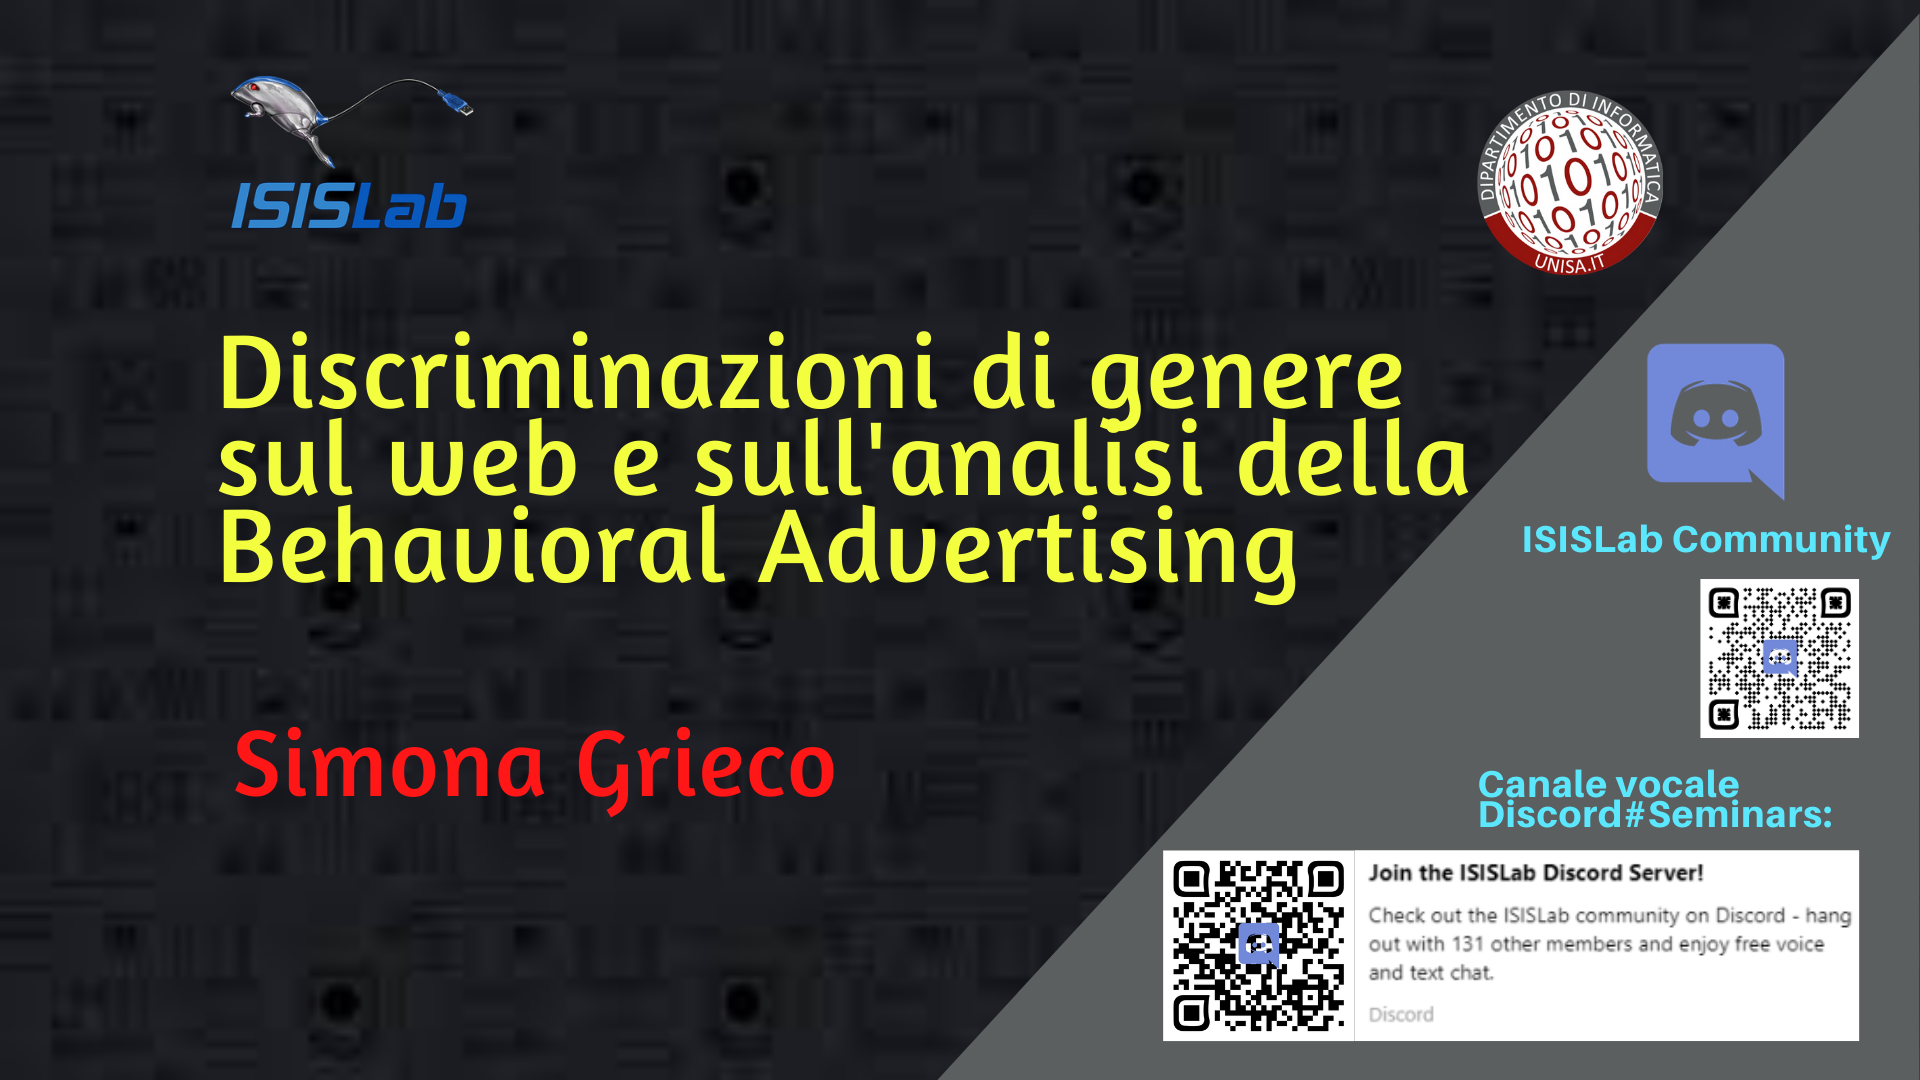 ISISLab
DIPARTIMENTO DI INFORMATICA
UNISA.IT
Discriminazioni di genere
sul web e sull'analisi della
Behavioral Advertising
Simona Grieco
ISISLab Community
Canale vocale
Discord#Seminars:
Join the ISISLab Discord Server!
Check out the ISISLab community on Discord - hang
out with 131 other members and enjoy free voice
and text chat.
Discord